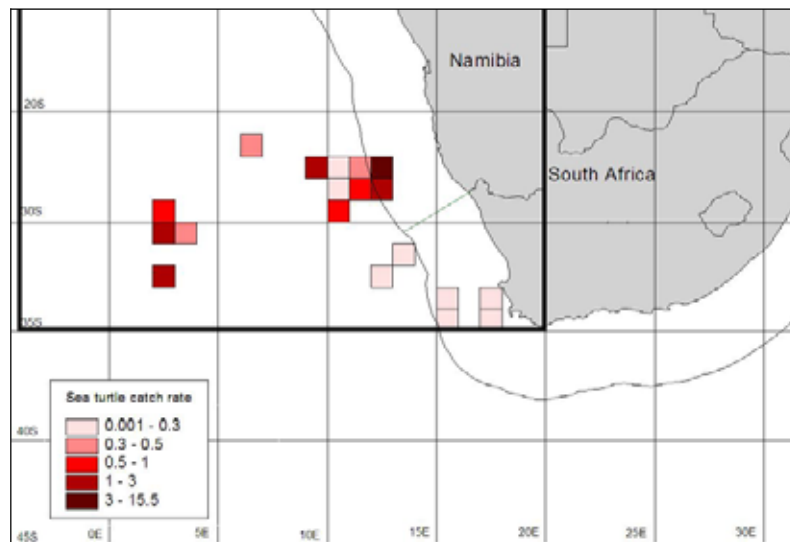 Namibia
20S
South Africa
30S
35S
Sea turtle catch rate
0.001 - 0.3
0.3 - 0.5
0.5 - 1
1 - 3
3 - 15.5
40S
45S
0E
5E
10E
15E
20E
25E
30E